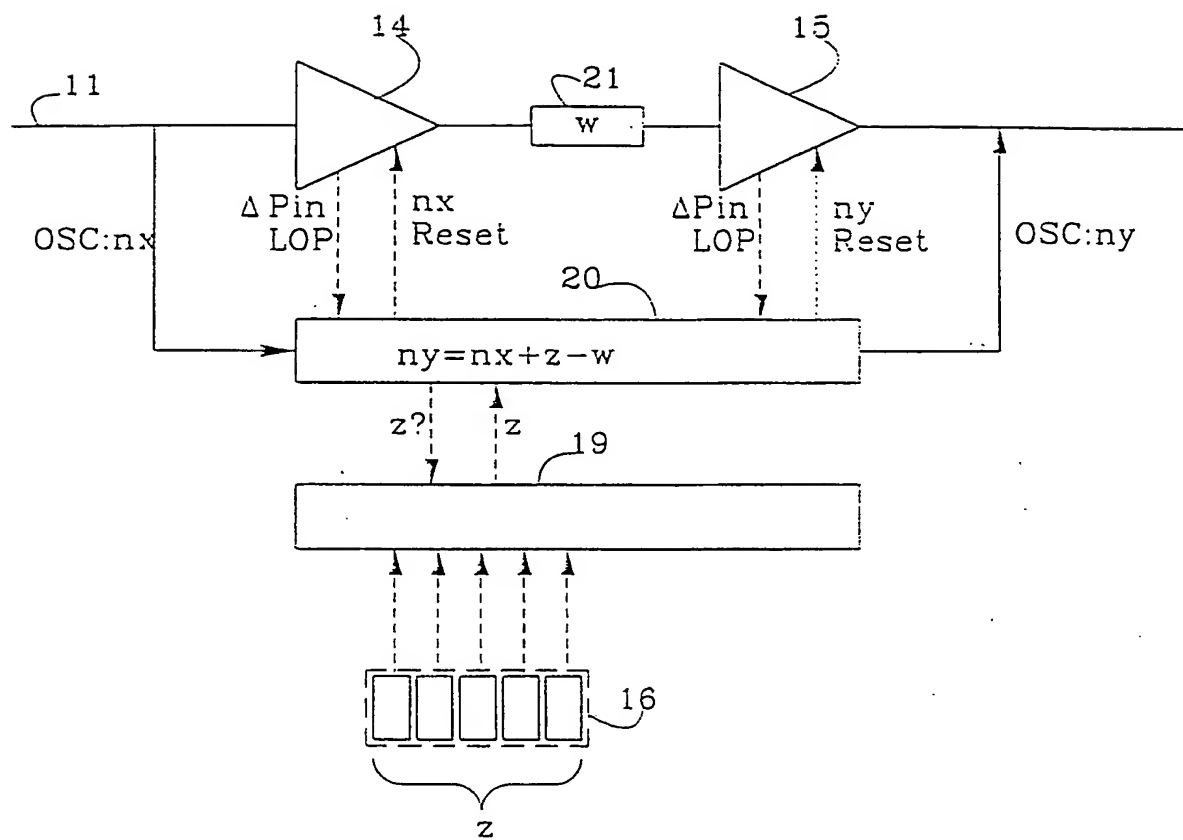 14
15
11
21
w
Δ Pin
LOP
nx
Reset
ΔPin
LOP
ny
Reset
OSC:nx
OSC:ny
20
ny=nx+z-w
z?
z
19
16
z